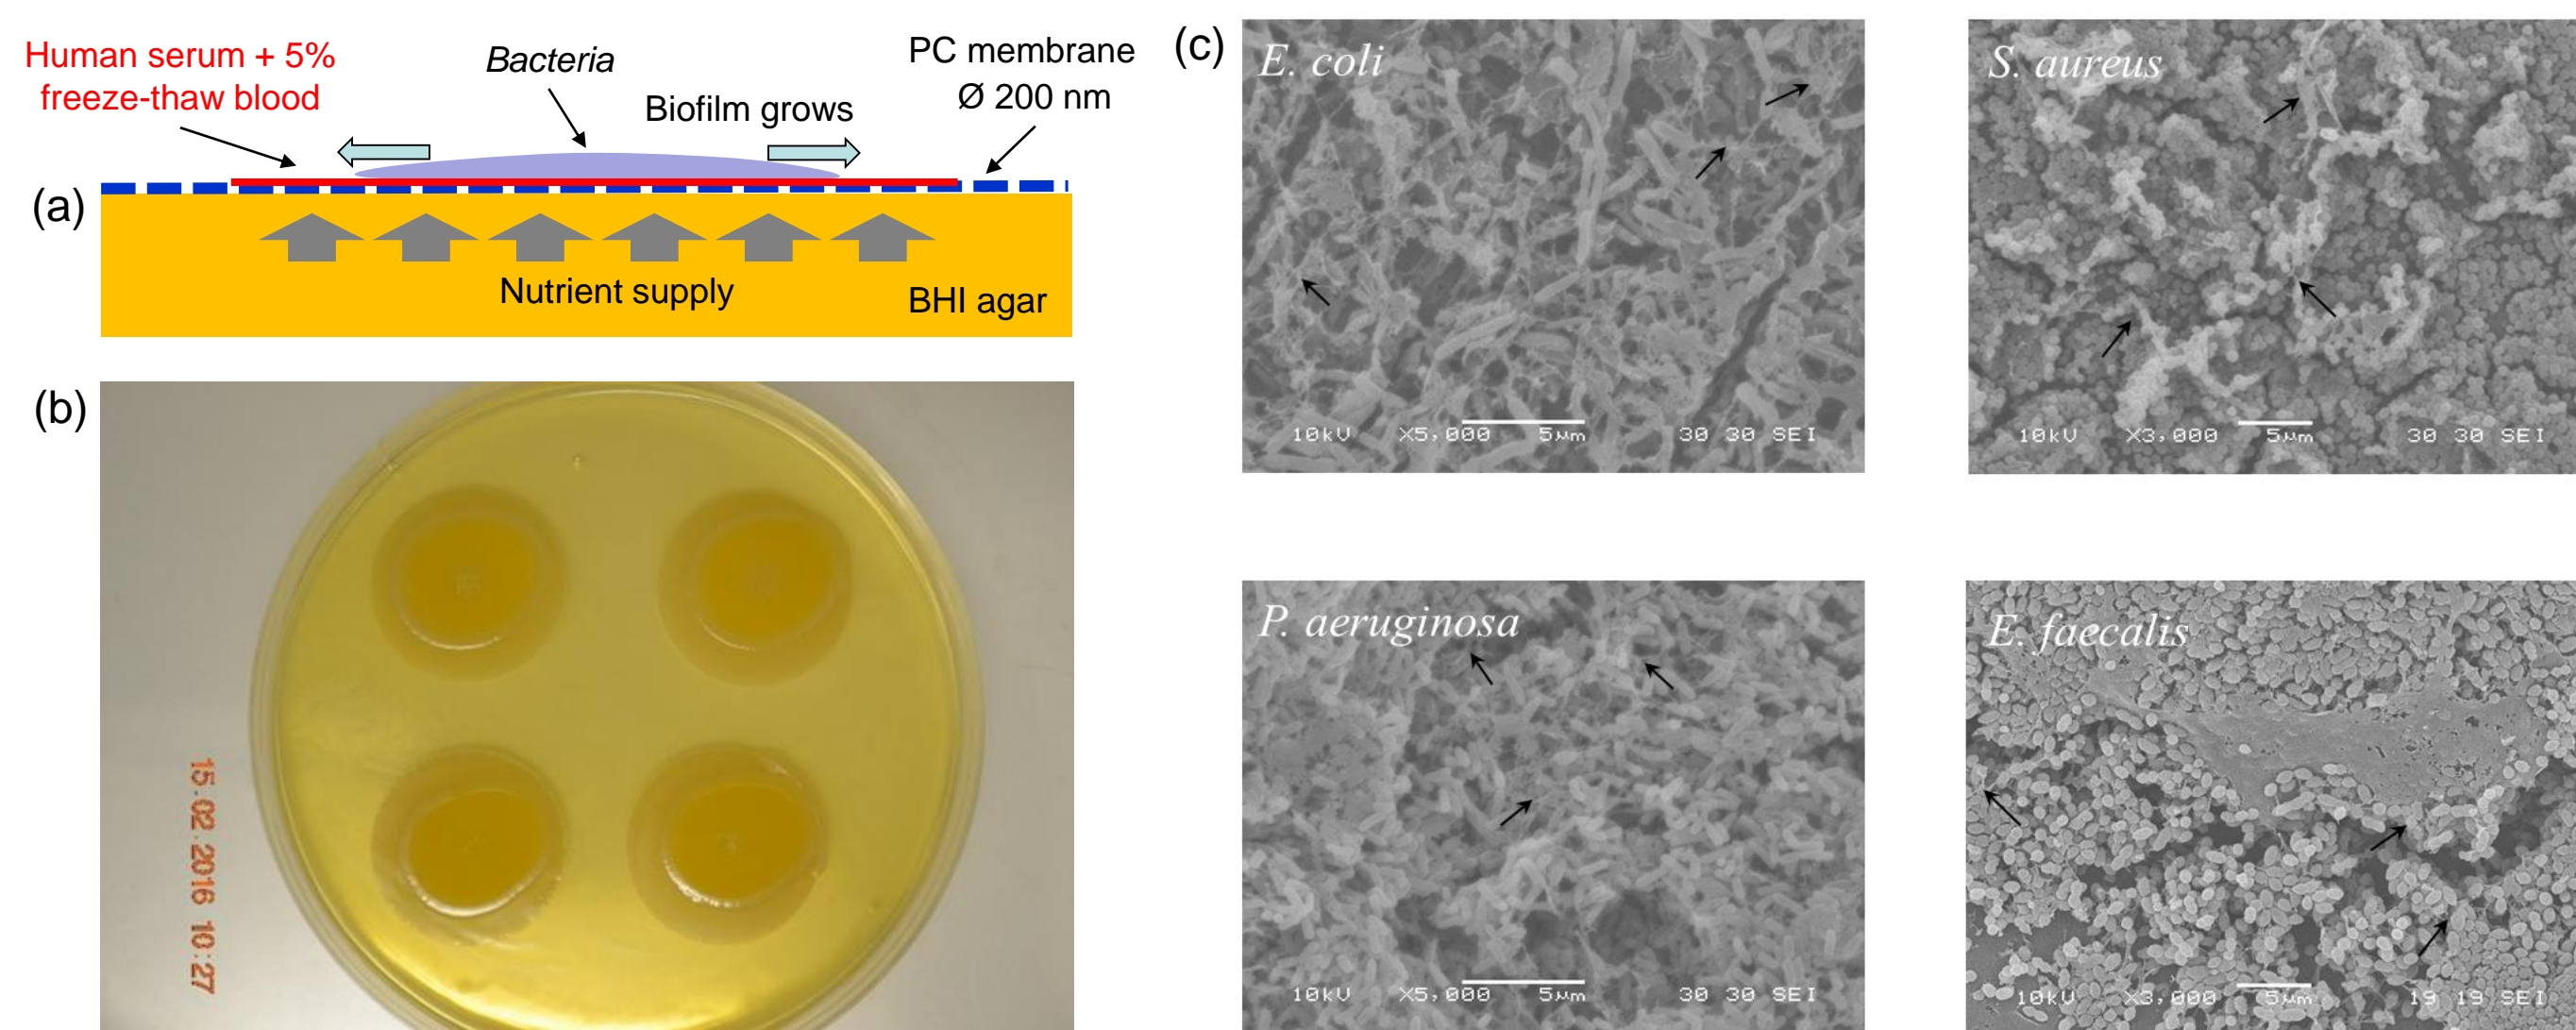 (a)
Human serum + 5%
freeze-thaw blood
Bacteria
Biofilm grows
PC membrane
Ø 200 nm
Nutrient supply
BHI agar
(b)
15.02.2016 10:27
(c)
E. coli
10kV X5,000 5µm 30 30 SEI
S. aureus
10kV X3,000 5µm 30 30 SEI
P. aeruginosa
10kV X5,000 5µm 30 30 SEI
E. faecalis
10kV X3,000 5µm 19 19 SEI